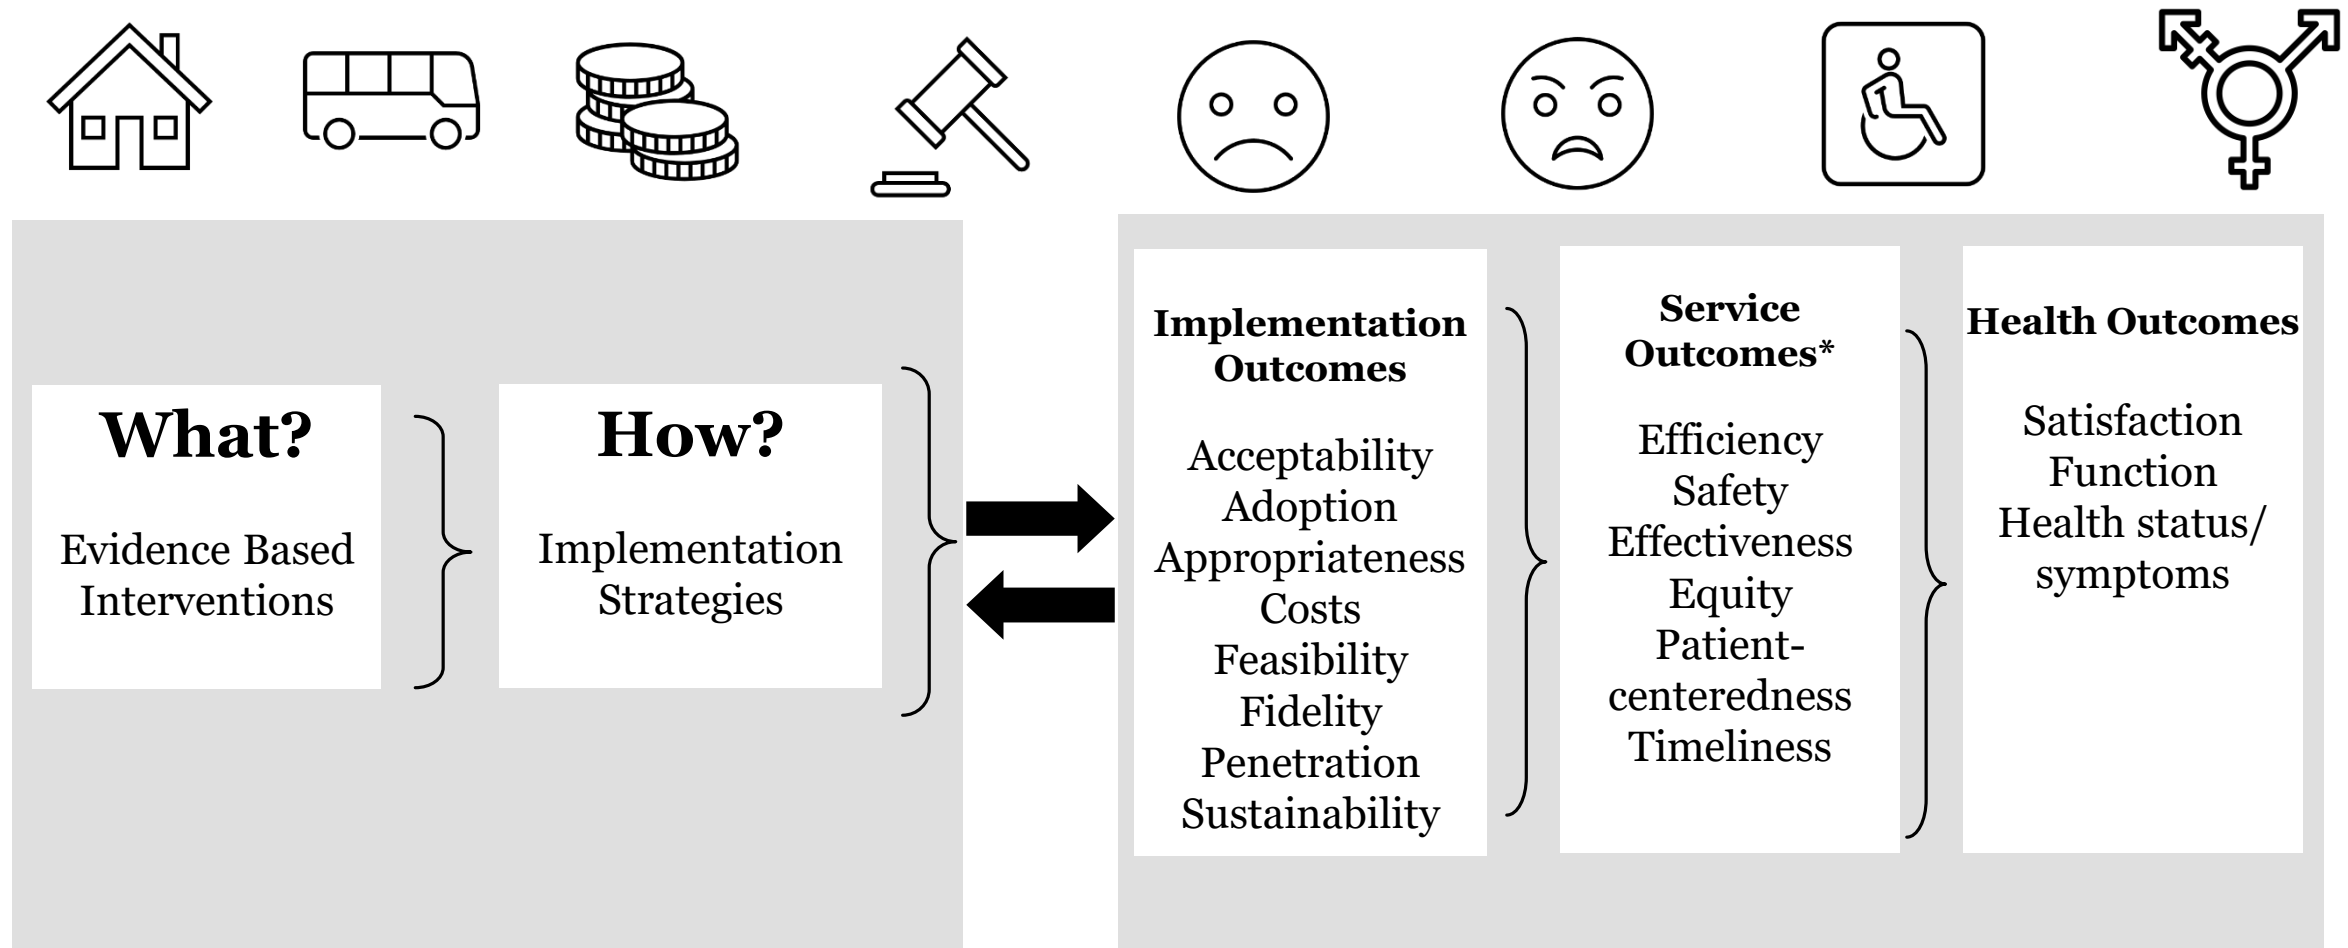 What?
Evidence Based
Interventions
How?
Implementation
Strategies
Implementation
Outcomes
Acceptability
Adoption
Appropriateness
Costs
Feasibility
Fidelity
Penetration
Sustainability
Service
Outcomes*
Efficiency
Safety
Effectiveness
Equity
Patient-
centeredness
Timeliness
Health Outcomes
Satisfaction
Function
Health status/
symptoms